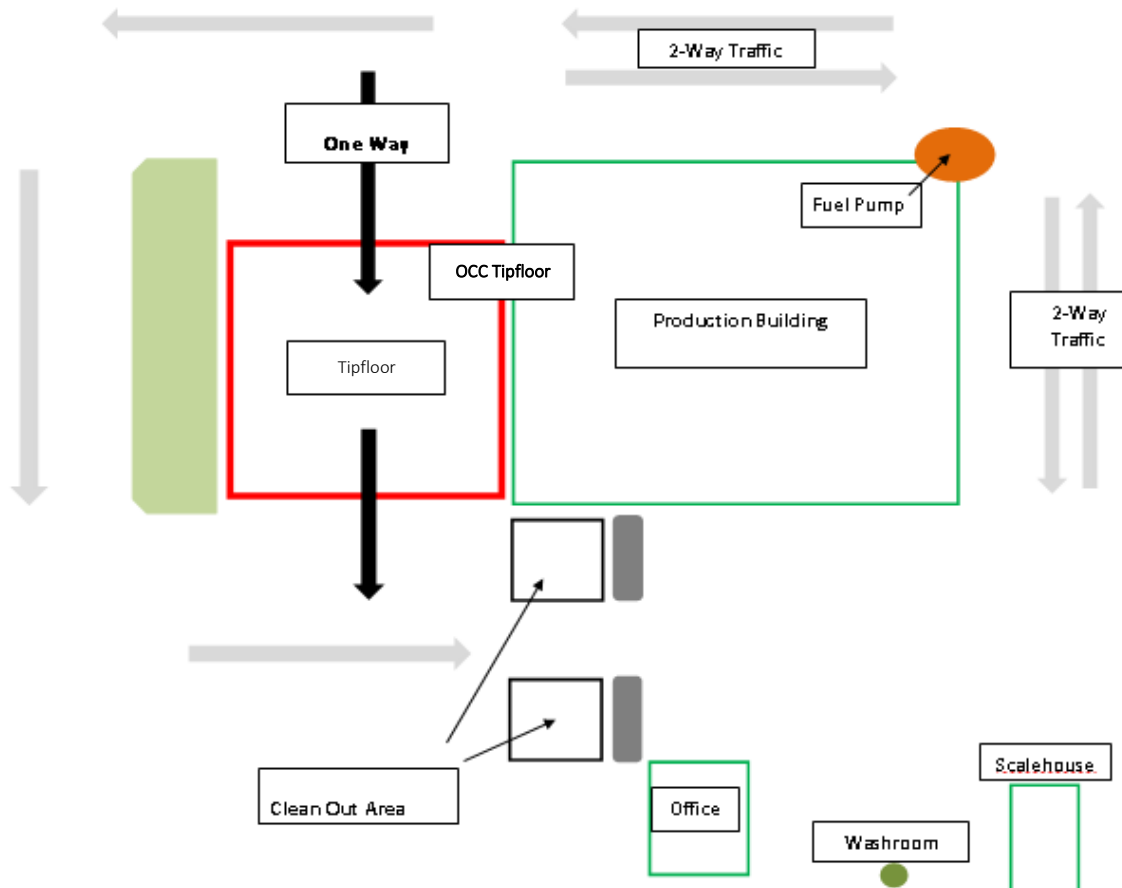 2-Way Traffic
One Way
Fuel Pump
OCC Tipfloor
Production Building
2-Way
Traffic
Tipfloor
Scalehouse
Clean Out Area
Office
Washroom